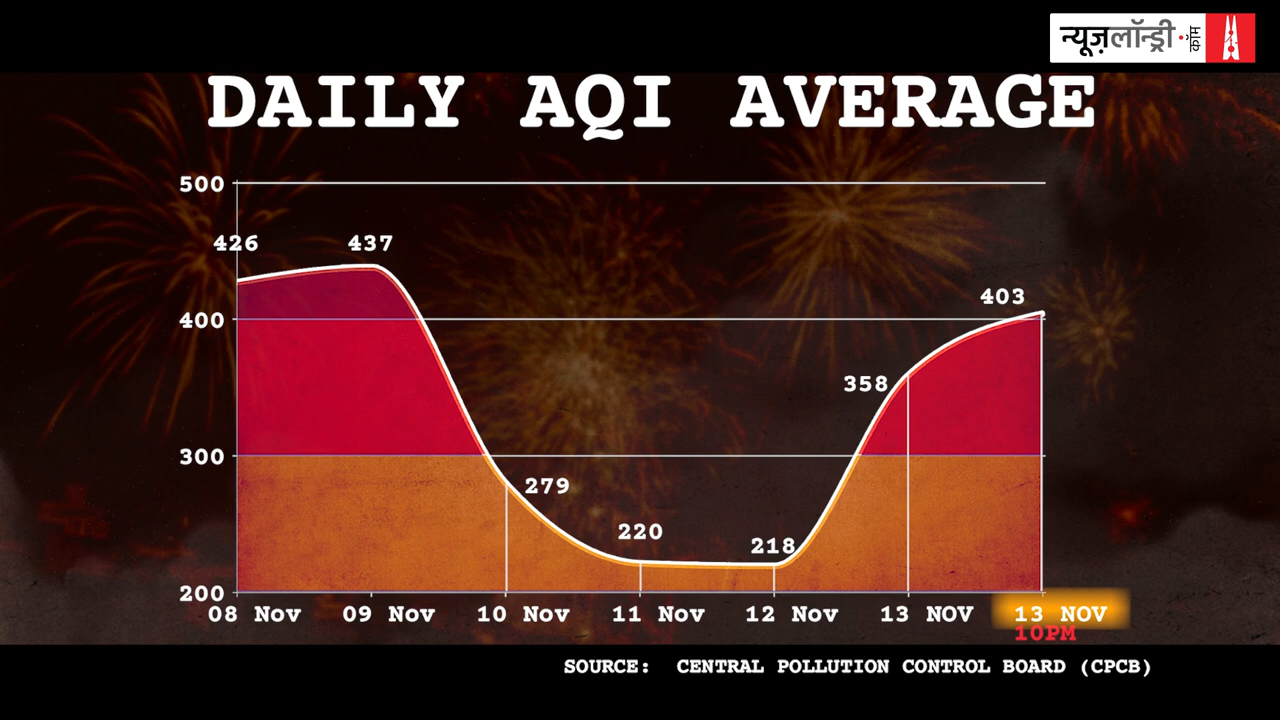 न्यूज़लॉन्ड्री.कॉम
DAILY AQI AVERAGE
500
426
437
400
403
358
300
279
220
218
200
08 Nov 09 Nov 10 Nov 11 Nov 12 Nov 13 NOV 13 NOV
10PM
SOURCE: CENTRAL POLLUTION CONTROL BOARD (CPCB)